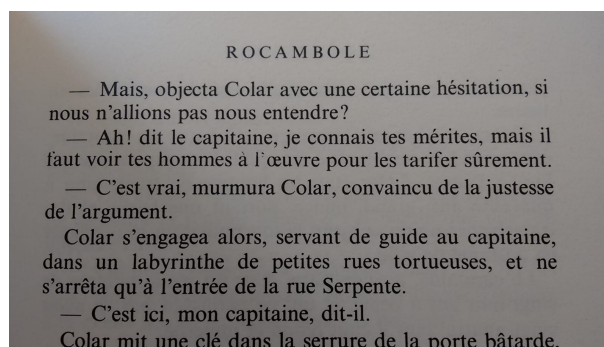 ROCAMBOLE
— Mais, objecta Colar avec une certaine hésitation, si
nous n'allions pas nous entendre?
— Ah! dit le capitaine, je connais tes mérites, mais il
faut voir tes hommes à l'œuvre pour les tarifer sûrement.
— C'est vrai, murmura Colar, convaincu de la justesse
de l'argument.
Colar s'engagea alors, servant de guide au capitaine,
dans un labyrinthe de petites rues tortueuses, et ne
s'arrêta qu'à l'entrée de la rue Serpente.
— C'est ici, mon capitaine, dit-il.
Colar mit une clé dans la serrure de la porte bâtarde,